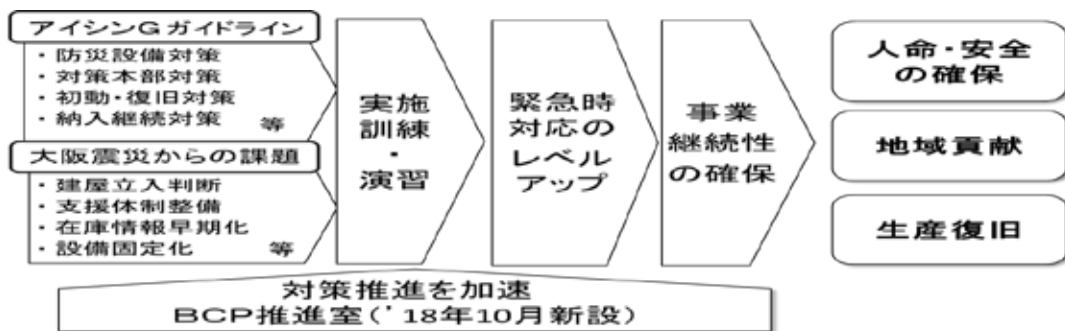 アイシンGガイドライン
・防災設備対策
・対策本部対策
・初動・復旧対策
・納入継続対策 等
大阪震災からの課題
・建屋立入判断
・支援体制整備
・在庫情報早期化
・設備固定化 等
実施
訓練
・
演習
緊急時
対応の
レベル
アップ
事業
継続性
の確保
人命・安全
の確保
地域貢献
生産復旧
対策推進を加速
BCP推進室('18年10月新設)